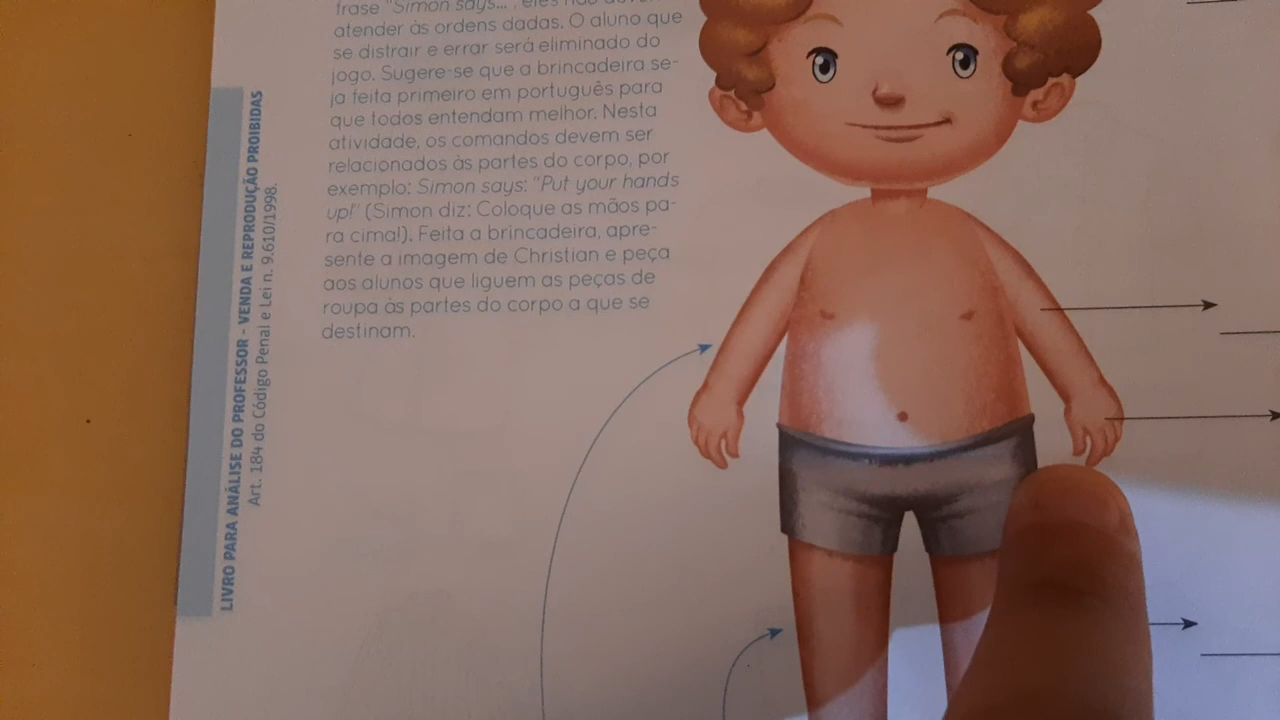 frase "Simon says...", eles não
atender às ordens dadas. O aluno que
se distrair e errar será eliminado do
jogo. Sugere-se que a brincadeira se-
ja feita primeiro em português para
que todos entendam melhor. Nesta
atividade, os comandos devem ser
relacionados às partes do corpo, por
exemplo: Simon says: "Put your hands
up!" (Simon diz: Coloque as mãos pa-
ra cima!). Feita a brincadeira, apre-
sente a imagem de Christian e peça
aos alunos que liguem as peças de
roupa às partes do corpo a que se
destinam.
LIVRO PARA ANÁLISE DO PROFESSOR - VENDA E REPRODUÇÃO PROIBIDAS
Art. 184 do Código Penal e Lei n. 9.610/1998.